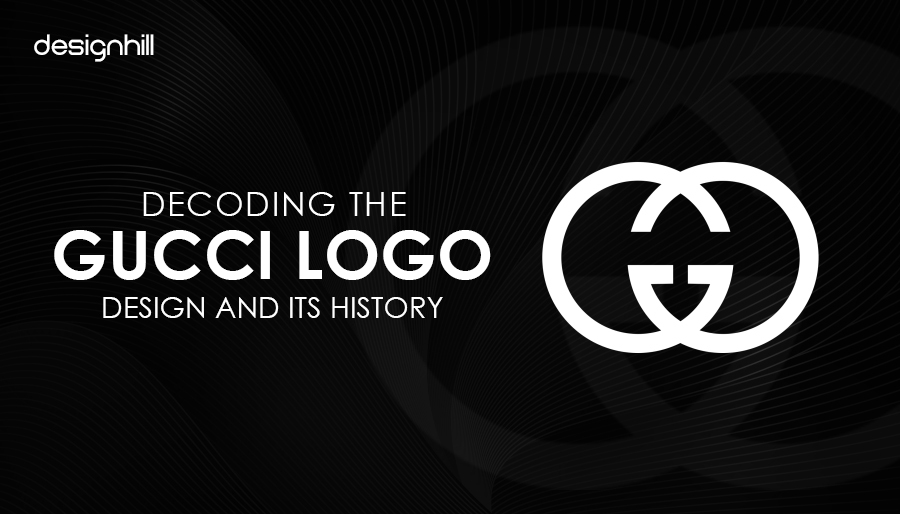 designhill
DECODING THE
GUCCI LOGO
DESIGN AND ITS HISTORY